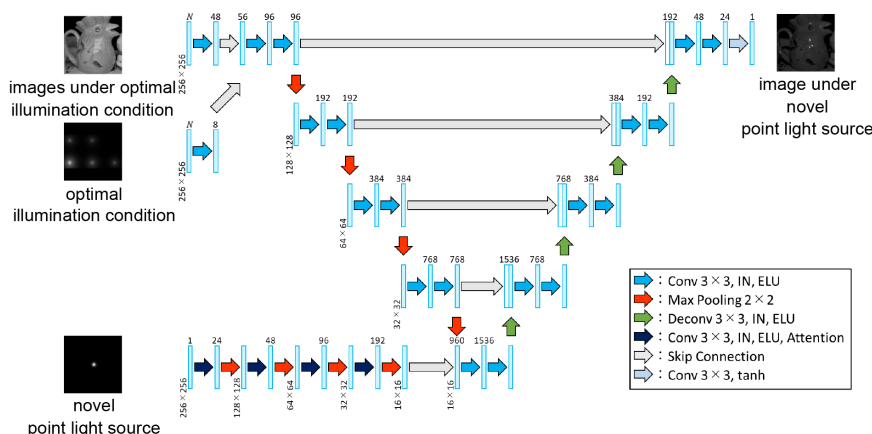 N 48 56 96 96 192 48 24 1
256×256
images under optimal
illumination condition
image under
novel
point light source
N 8
256×256
optimal
illumination condition
192 192 384 192
128×128
384 384 768 384
64×64
768 768 1536 768
32×32
1 24 48 96 192 960 1536
256×256 128×128 64×64 32×32 16×16 16×16
novel
point light source
: Conv 3×3, IN, ELU
: Max Pooling 2×2
: Deconv 3×3, IN, ELU
: Conv 3×3, IN, ELU, Attention
: Skip Connection
: Conv 3×3, tanh